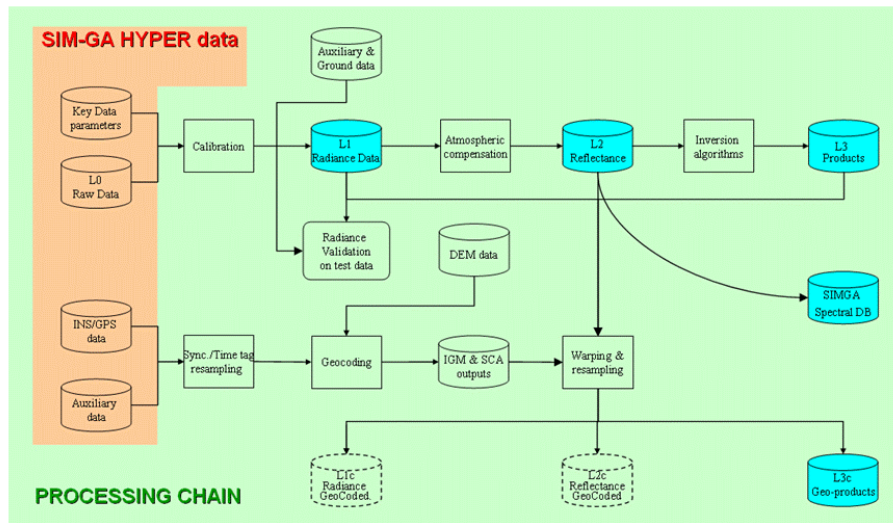 SIM-GA HYPER data
Auxiliary &
Ground data
Key Data
parameters
L0
Raw Data
Calibration
L1
Radiance Data
Atmospheric
compensation
L2
Reflectance
Inversion
algorithms
L3
Products
Radiance
Validation
on test data
DEM data
SIMGA
Spectral DB
INS/GPS
data
Auxiliary
data
Sync./Time tag
resampling
Geocoding
IGM & SCA
outputs
Warping &
resampling
L1c
Radiance
GeoCoded.
L2c
Reflectance
GeoCoded
L3c
Geo-products
PROCESSING CHAIN